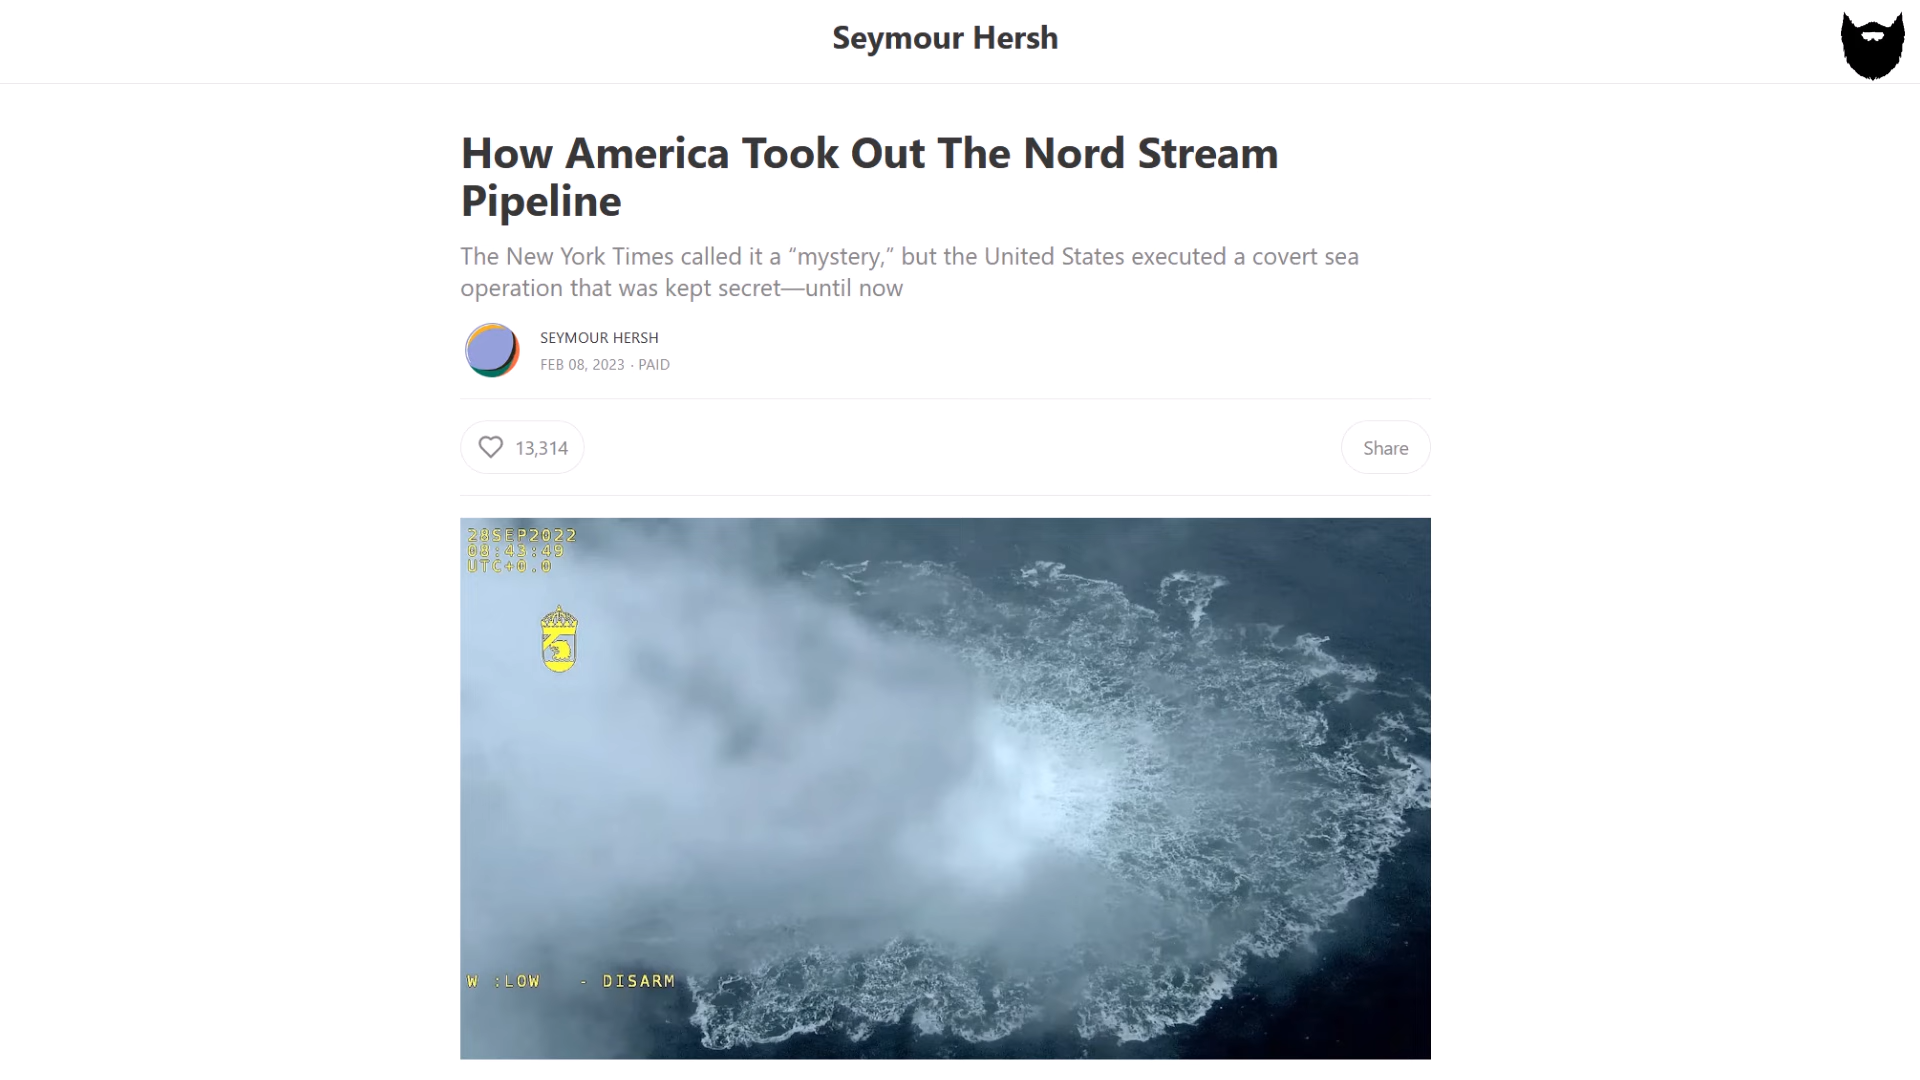 Seymour Hersh
How America Took Out The Nord Stream
Pipeline
The New York Times called it a “mystery,” but the United States executed a covert sea
operation that was kept secret—until now
SEYMOUR HERSH
FEB 08, 2023 · PAID
13,314
Share
28SEP2022
08:43:49
UTC+0.0
W :LOW - DISARM